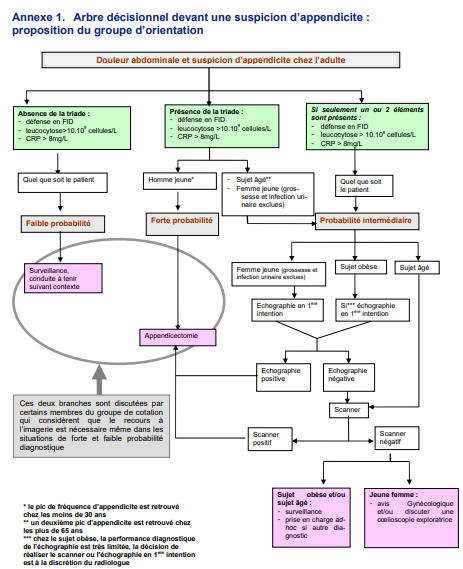 Annexe 1. Arbre décisionnel devant une suspicion d'appendicite :
proposition du groupe d'orientation
Douleur abdominale et suspicion d'appendicite chez l'adulte
Absence de la triade :
- défense en FID
- leucocytose>10.10⁹ cellules/L
- CRP > 8mg/L
Présence de la triade :
- défense en FID
- leucocytose>10.10⁹ cellules/L
- CRP > 8mg/L
Si seulement un ou 2 éléments
sont présents :
- défense en FID
- leucocytose > 10.10⁹ cellules/L
- CRP > 8mg/L
Quel que soit le patient
Homme jeune*
- Sujet âgé**
- Femme jeune (gros-
sesse et infection uri-
naire exclues)
Quel que soit
le patient
Faible probabilité
Forte probabilité
Probabilité intermédiaire
Surveillance,
conduite à tenir
suivant contexte
Femme jeune (grossesse et
infection urinaire exclues)
Sujet obèse
Sujet âgé
Echographie en 1ère
intention
Si*** échographie
en 1ère intention
Appendicectomie
Echographie
positive
Echographie
négative
Scanner
Scanner
positif
Scanner
négatif
Ces deux branches sont discutées par
certains membres du groupe de cotation
qui considèrent que le recours à
l'imagerie est nécessaire même dans les
situations de forte et faible probabilité
diagnostique
Sujet obèse et/ou
sujet âgé :
- surveillance
- prise en charge ad-
hoc si autre dia-
gnostic
Jeune femme :
- avis Gynécologique
et/ou discuter une
cœlioscopie exploratrice
* le pic de fréquence d'appendicite est retrouvé
chez les moins de 30 ans
** un deuxième pic d'appendicite est retrouvé chez
les plus de 65 ans
*** chez le sujet obèse, la performance diagnostique
de l'échographie est très limitée, la décision de
réaliser le scanner ou l'échographie en 1ère intention
est à la discrétion du radiologue